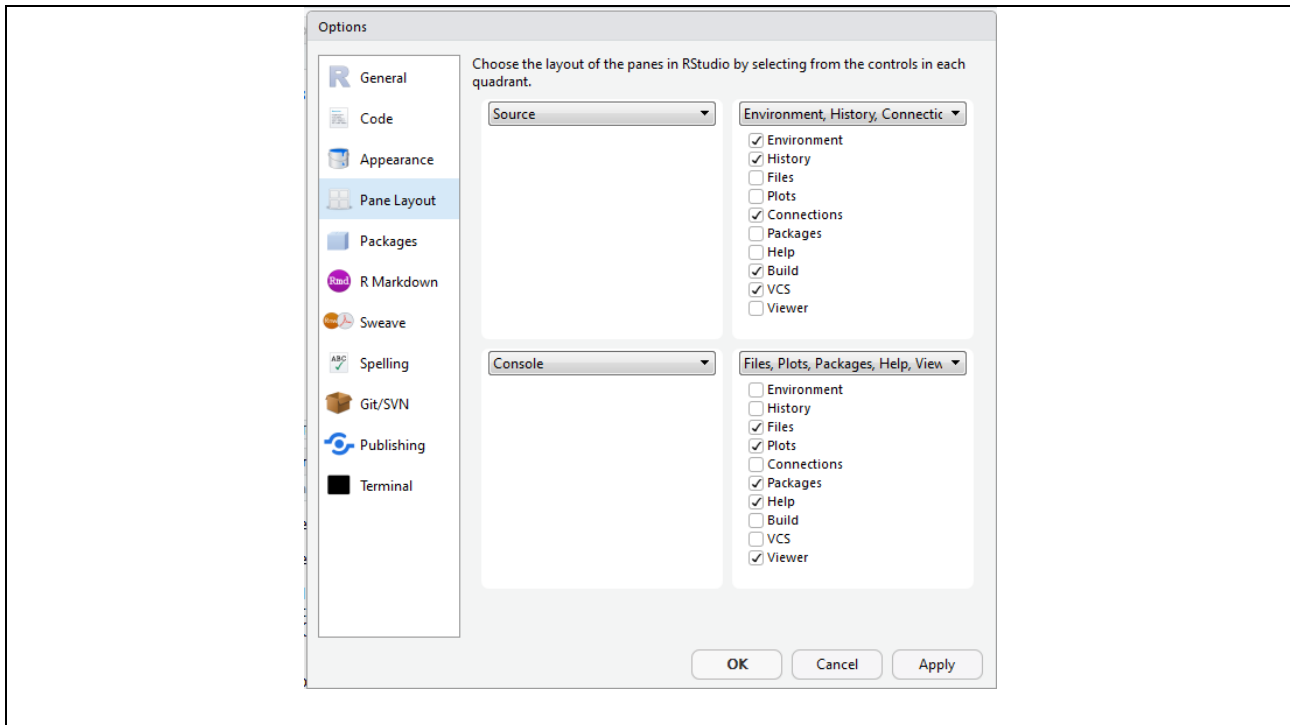 Options
General
Code
Appearance
Pane Layout
Packages
Rmd R Markdown
Sweave
ABC Spelling
Git/SVN
Publishing
Terminal
Choose the layout of the panes in RStudio by selecting from the controls in each
quadrant.
Source
Environment, History, Connectic
Environment
History
Files
Plots
Connections
Packages
Help
Build
VCS
Viewer
Console
Files, Plots, Packages, Help, View
Environment
History
Files
Plots
Connections
Packages
Help
Build
VCS
Viewer
OK
Cancel
Apply